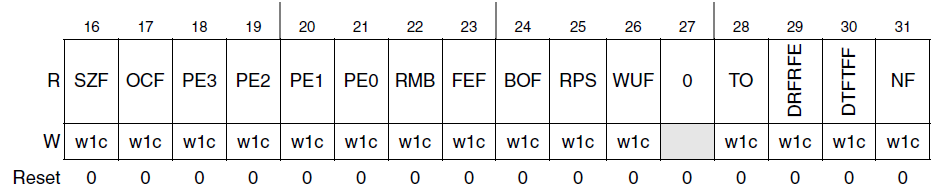 16 17 18 19 20 21 22 23 24 25 26 27 28 29 30 31
R SZF OCF PE3 PE2 PE1 PE0 RMB FEF BOF RPS WUF 0 TO DRFRFE DTFTFF NF
W w1c w1c w1c w1c w1c w1c w1c w1c w1c w1c w1c w1c w1c w1c w1c
Reset 0 0 0 0 0 0 0 0 0 0 0 0 0 0 0 0